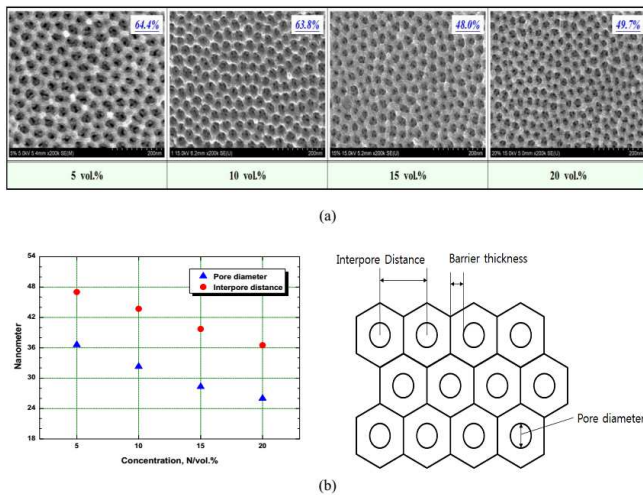 64.4%
63.8%
48.0%
49.7%
200nm
200nm
200nm
200nm
5 vol.%
10 vol.%
15 vol.%
20 vol.%
(a)
54
48
42
36
30
24
18
Nanometer
Pore diameter
Interpore distance
5
10
15
20
Concentration, N/vol.%
Interpore Distance
Barrier thickness
Pore diameter
(b)